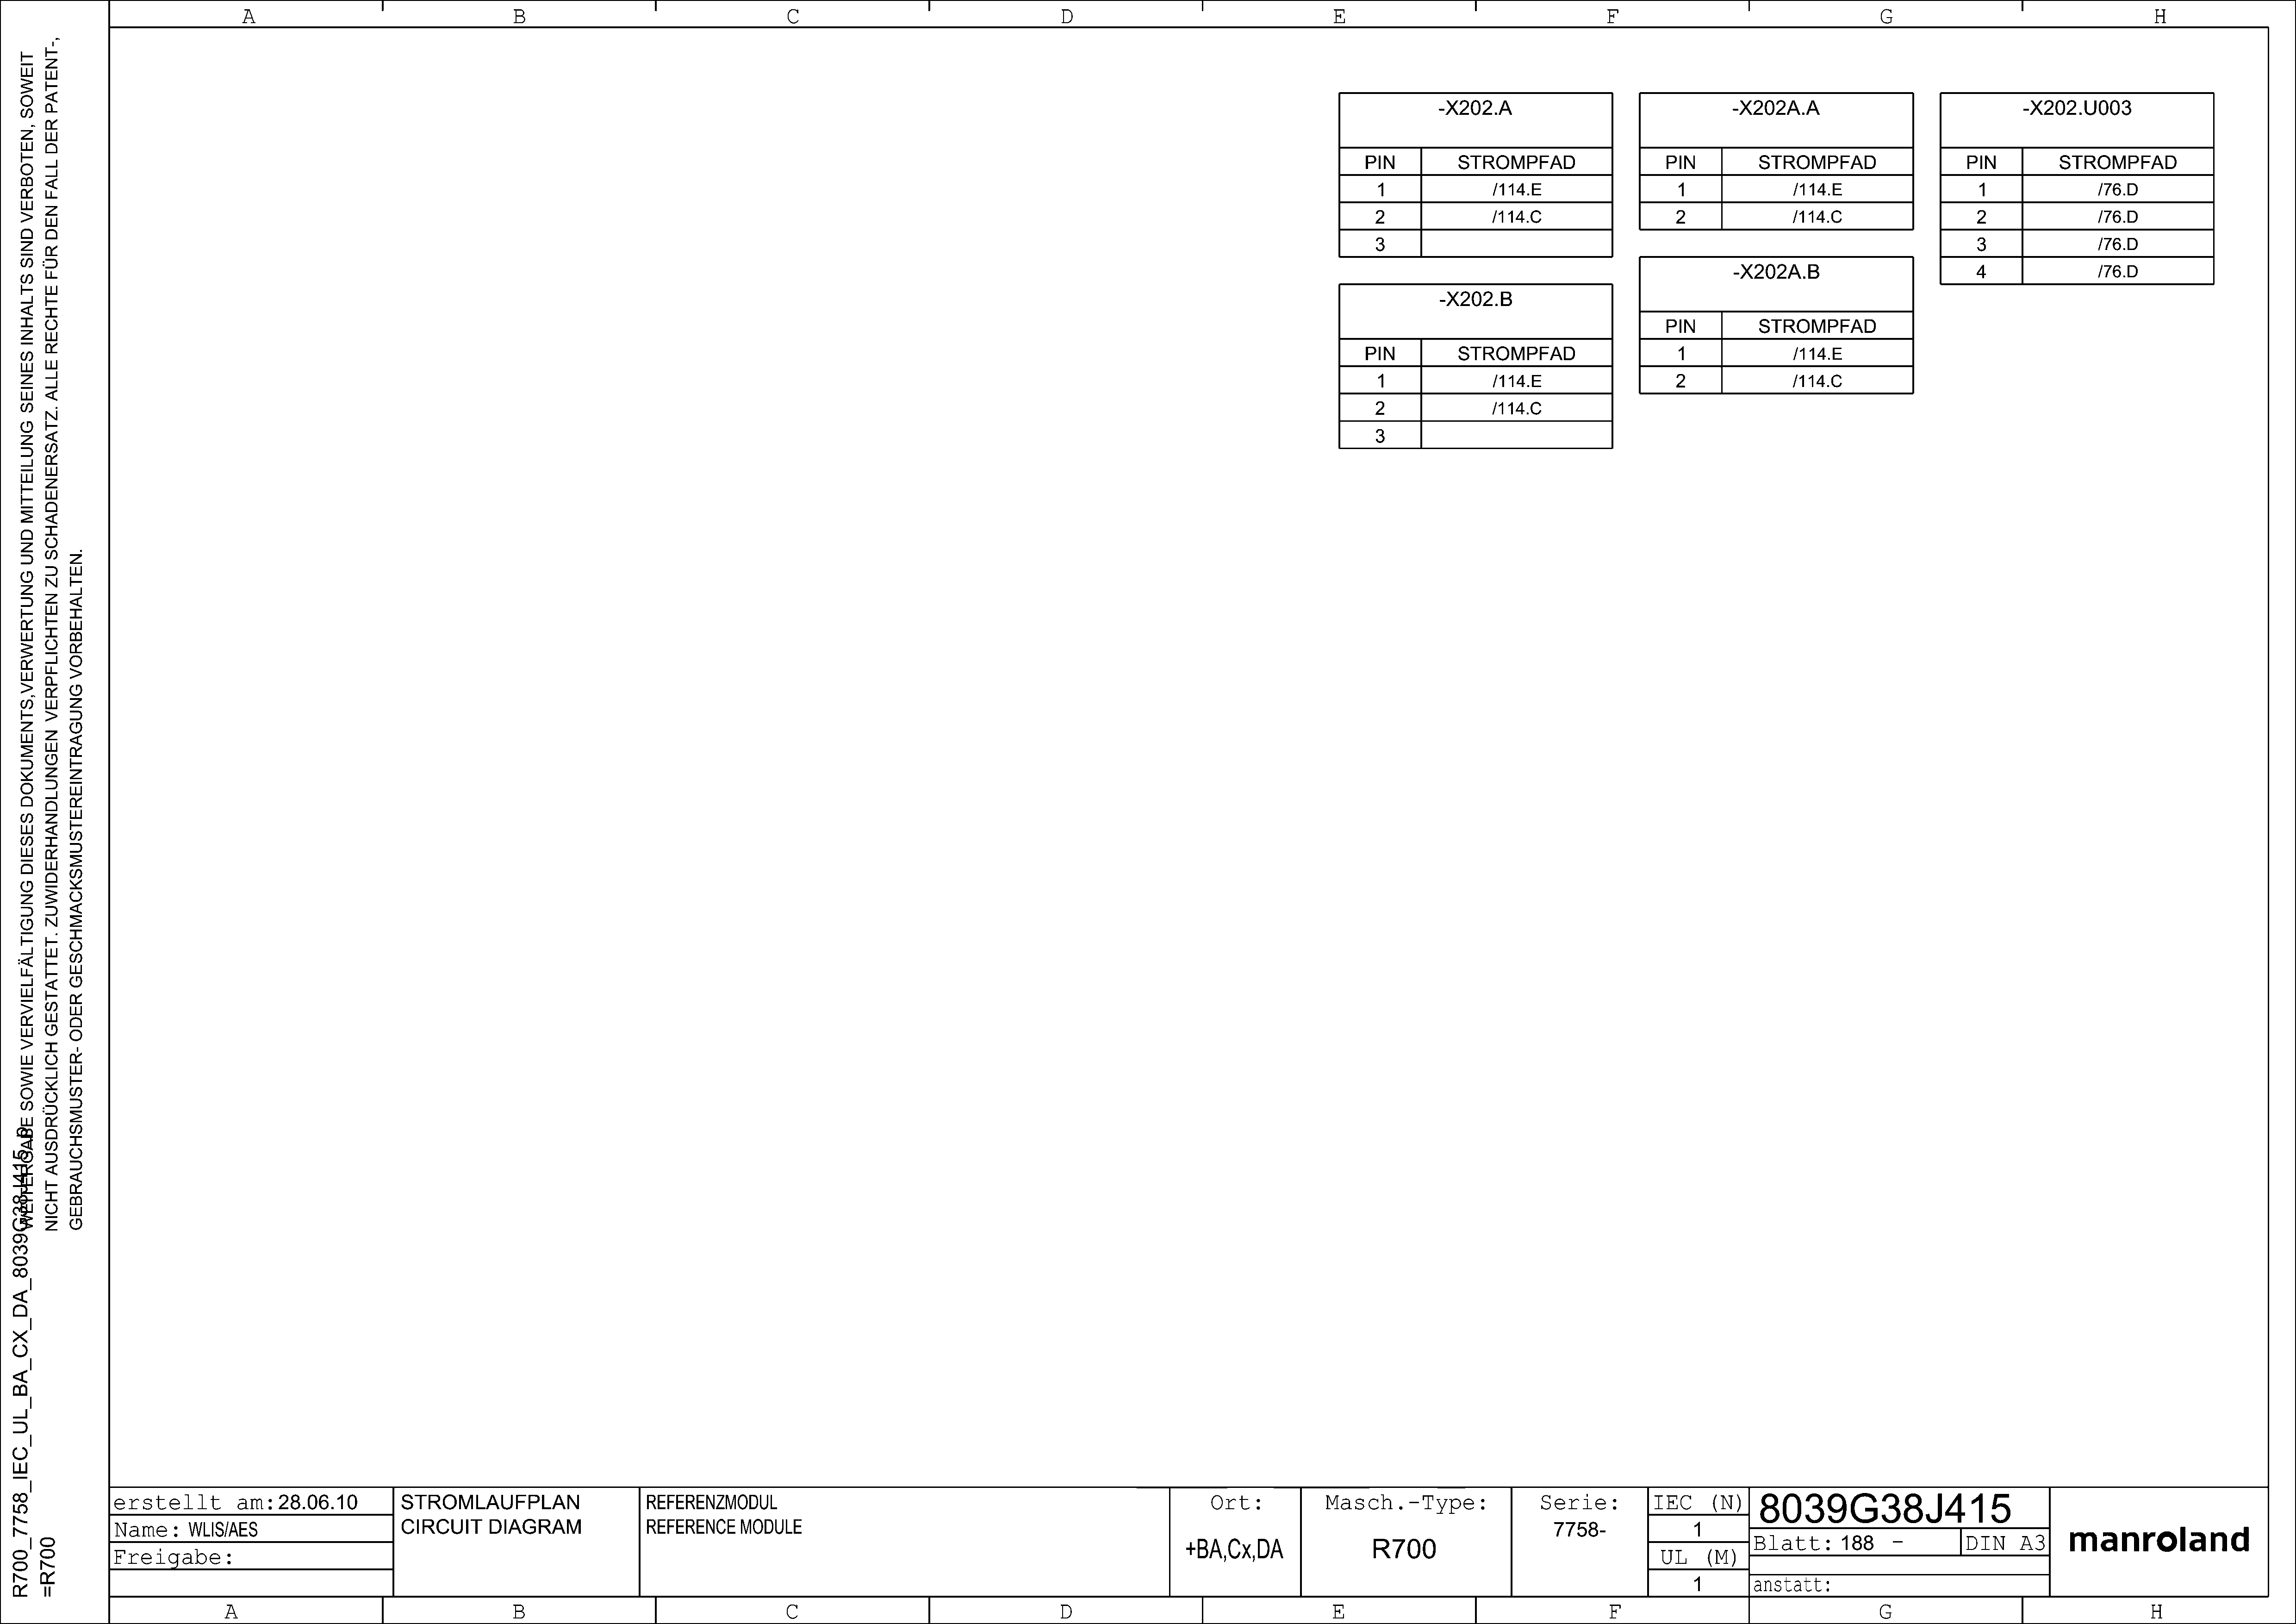 A B C D E F G H
-X202.A
PIN STROMPFAD
1 /114.E
2 /114.C
3
-X202.B
PIN STROMPFAD
1 /114.E
2 /114.C
3
-X202A.A
PIN STROMPFAD
1 /114.E
2 /114.C
-X202A.B
PIN STROMPFAD
1 /114.E
2 /114.C
-X202.U003
PIN STROMPFAD
1 /76.D
2 /76.D
3 /76.D
4 /76.D
WEITERGABE SOWIE VERVIELFÄLTIGUNG DIESES DOKUMENTS,VERWERTUNG UND MITTEILUNG SEINES INHALTS SIND VERBOTEN, SOWEIT
NICHT AUSDRÜCKLICH GESTATTET. ZUWIDERHANDLUNGEN VERPFLICHTEN ZU SCHADENERSATZ. ALLE RECHTE FÜR DEN FALL DER PATENT-,
GEBRAUCHSMUSTER- ODER GESCHMACKSMUSTEREINTRAGUNG VORBEHALTEN.
R700_7758_IEC_UL_BA_CX_DA_8039G38J415_D
=R700
erstellt am: 28.06.10
Name: WLIS/AES
Freigabe:
STROMLAUFPLAN
CIRCUIT DIAGRAM
REFERENZMODUL
REFERENCE MODULE
Ort:
+BA,Cx,DA
Masch.-Type:
R700
Serie:
7758-
IEC (N)
1
UL (M)
1
8039G38J415
Blatt: 188 -
DIN A3
anstatt:
manroland
A B C D E F G H